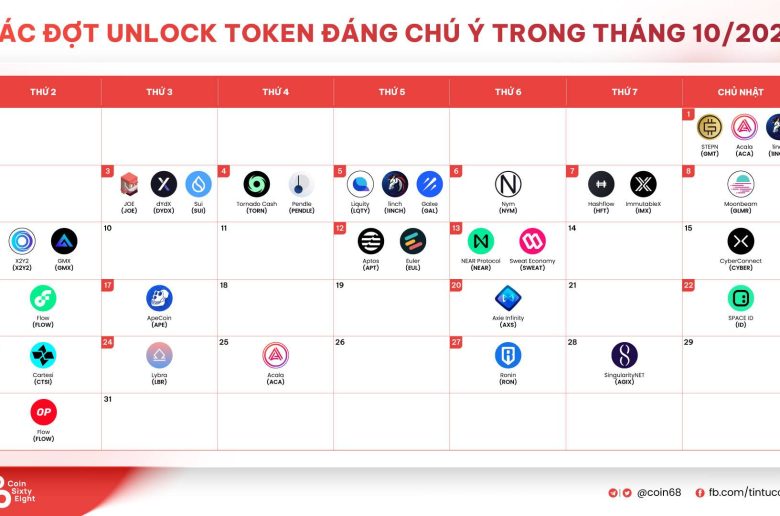 ÁC ĐỢT UNLOCK TOKEN ĐÁNG CHÚ Ý TRONG THÁNG 10/202
THỨ 2 THỨ 3 THỨ 4 THỨ 5 THỨ 6 THỨ 7 CHỦ NHẬT
1
STEPN Acala 1in
(GMT) (ACA) (1INCH
3 4 5 6 7 8
JOE dYdX Sui Tornado Cash Pendle Liquity 1inch Galxe Nym Hashflow ImmutableX Moonbeam
(JOE) (DYDX) (SUI) (TORN) (PENDLE) (LQTY) (1INCH) (GAL) (NYM) (HFT) (IMX) (GLMR)
10 11 12 13 14 15
X2Y2 GMX Aptos Euler NEAR Protocol Sweat Economy CyberConnect
(X2Y2) (GMX) (APT) (EUL) (NEAR) (SWEAT) (CYBER)
17 18 19 20 21 22
Flow ApeCoin Axie Infinity SPACE ID
(FLOW) (APE) (AXS) (ID)
24 25 26 27 28 29
Cartesi Lybra Acala Ronin SingularityNET
(CTSI) (LBR) (ACA) (RON) (AGIX)
31
OP
Flow
(FLOW)
Coin
Sixty
Eight
@coin68 fb.com/tintucc